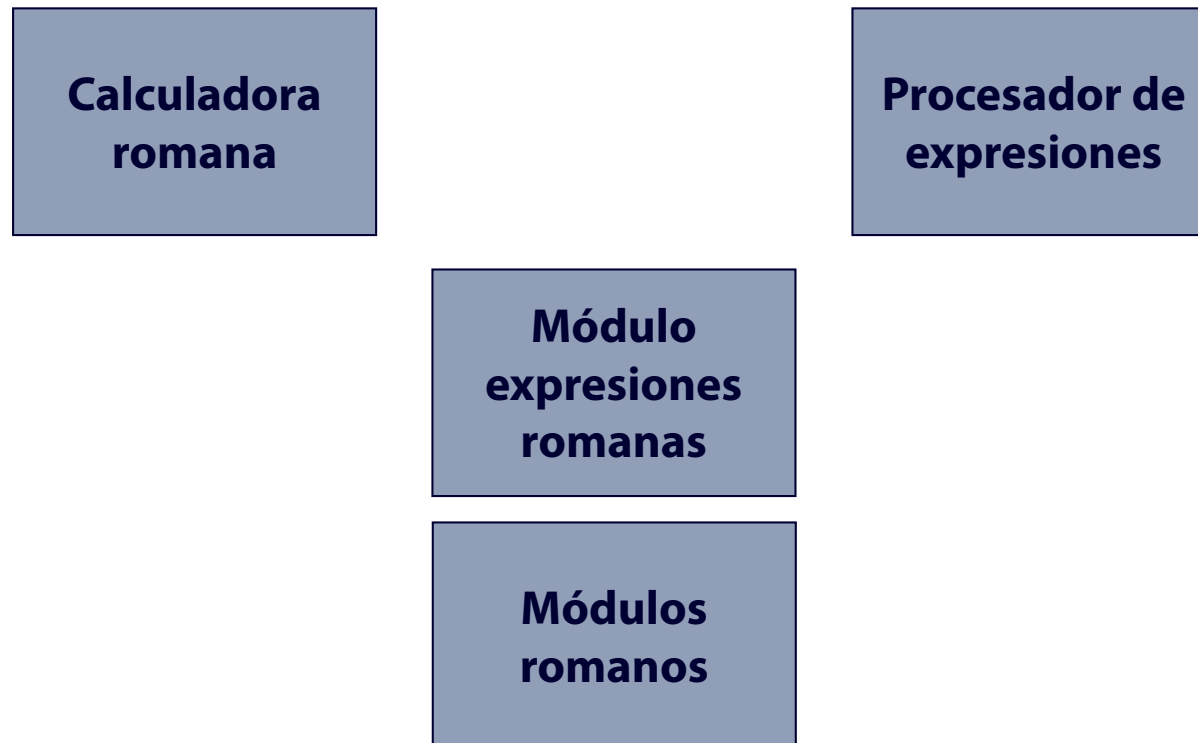 Calculadora
romana
Procesador de
expresiones
Módulo
expresiones
romanas
Módulos
romanos